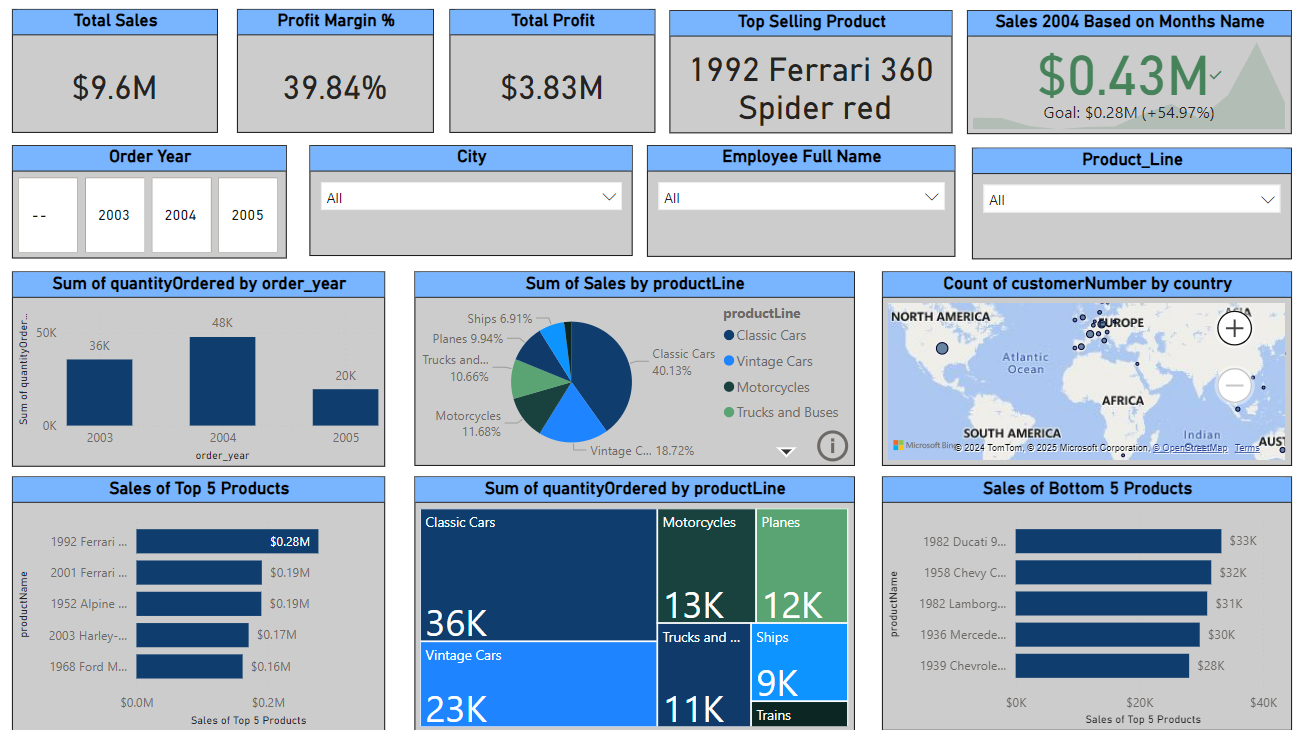 Total Sales
$9.6M
Profit Margin %
39.84%
Total Profit
$3.83M
Top Selling Product
1992 Ferrari 360
Spider red
Sales 2004 Based on Months Name
$0.43M
Goal: $0.28M (+54.97%)
Order Year
--
2003
2004
2005
City
All
Employee Full Name
All
Product_Line
All
Sum of quantityOrdered by order_year
Sum of quantityOrder...
50K
0K
36K
48K
20K
2003
2004
2005
order_year
Sum of Sales by productLine
Ships 6.91%
Planes 9.94%
Trucks and...
10.66%
Motorcycles
11.68%
Vintage C... 18.72%
Classic Cars
40.13%
productLine
Classic Cars
Vintage Cars
Motorcycles
Trucks and Buses
Count of customerNumber by country
NORTH AMERICA
EUROPE
ASIA
Atlantic
Ocean
AFRICA
SOUTH AMERICA
Indian
Ocean
AUST
Microsoft Bing
© 2024 TomTom, © 2025 Microsoft Corporation, © OpenStreetMap Terms
Sales of Top 5 Products
productName
1992 Ferrari ...
$0.28M
2001 Ferrari ...
$0.19M
1952 Alpine ...
$0.19M
2003 Harley-...
$0.17M
1968 Ford M...
$0.16M
$0.0M
$0.2M
Sales of Top 5 Products
Sum of quantityOrdered by productLine
Classic Cars
36K
Vintage Cars
23K
Motorcycles
13K
Planes
12K
Trucks and ...
11K
Ships
9K
Trains
Sales of Bottom 5 Products
productName
1982 Ducati 9...
$33K
1958 Chevy C...
$32K
1982 Lamborg...
$31K
1936 Mercede...
$30K
1939 Chevrole...
$28K
$0K
$20K
$40K
Sales of Top 5 Products